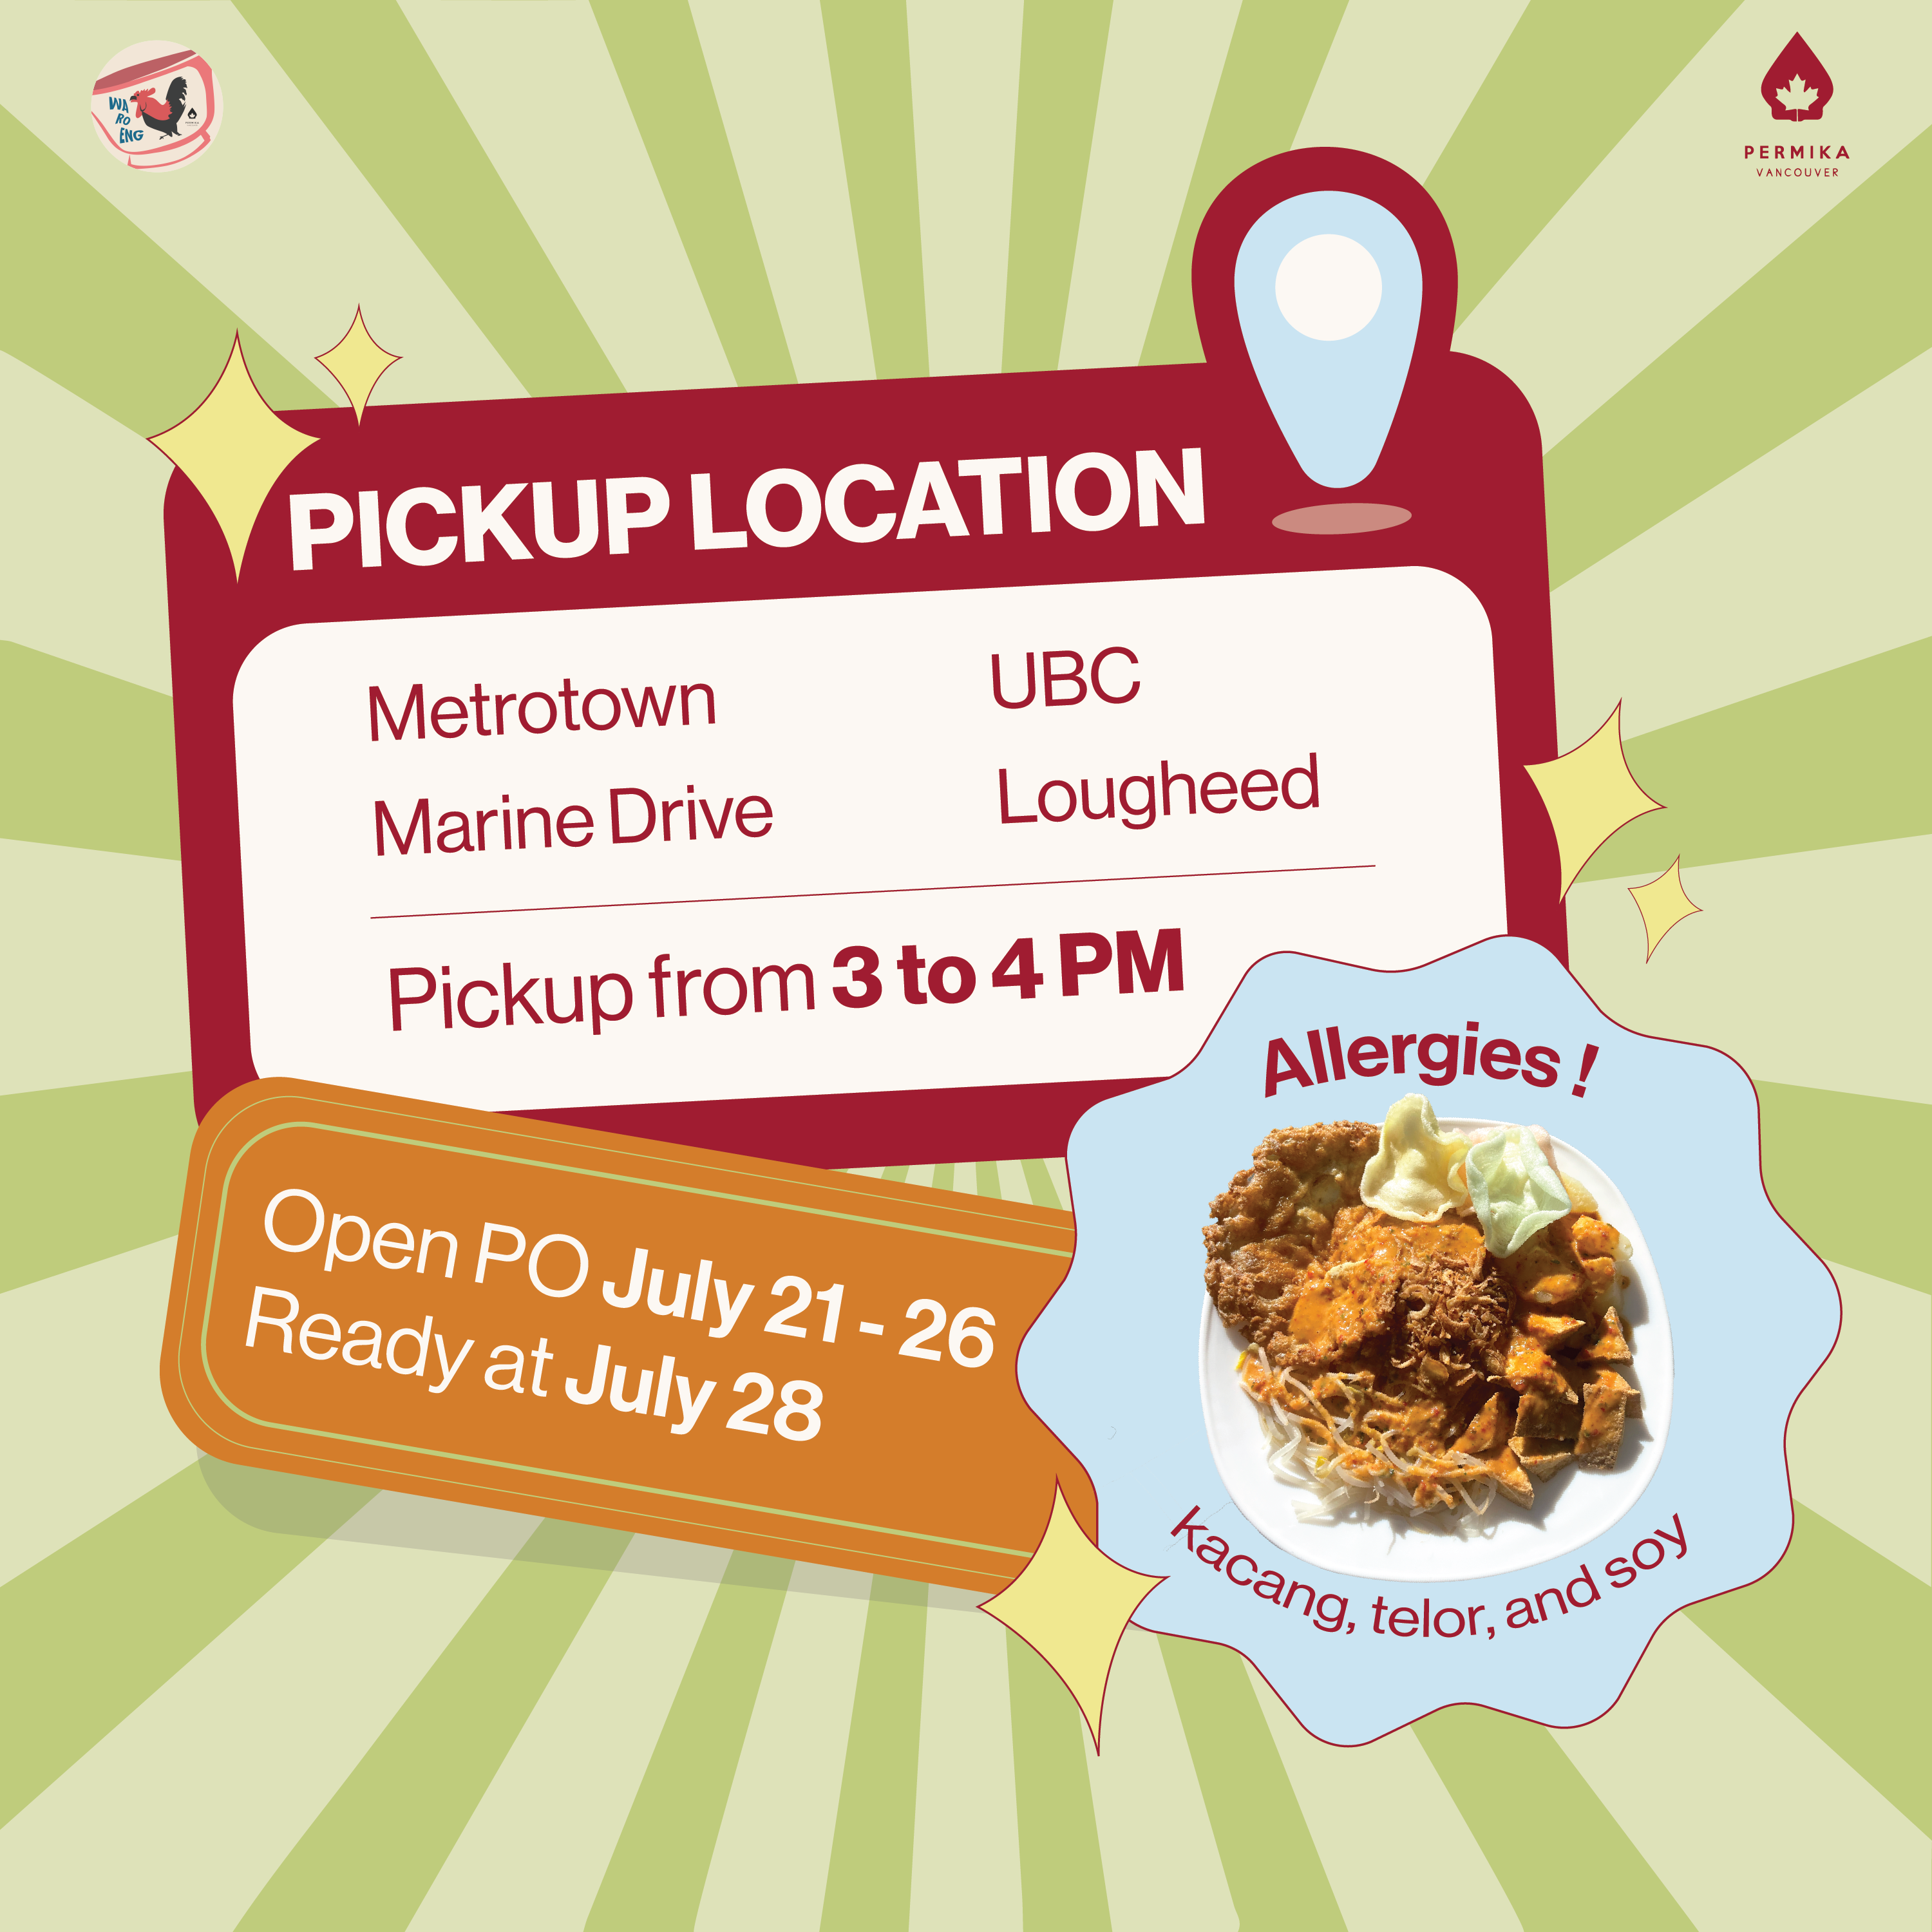 WA
RO
ENG
PERMIKA
VANCOUVER
PICKUP LOCATION
Metrotown
UBC
Marine Drive
Lougheed
Pickup from 3 to 4 PM
Open PO July 21 - 26
Ready at July 28
Allergies !
kacang, telor, and soy